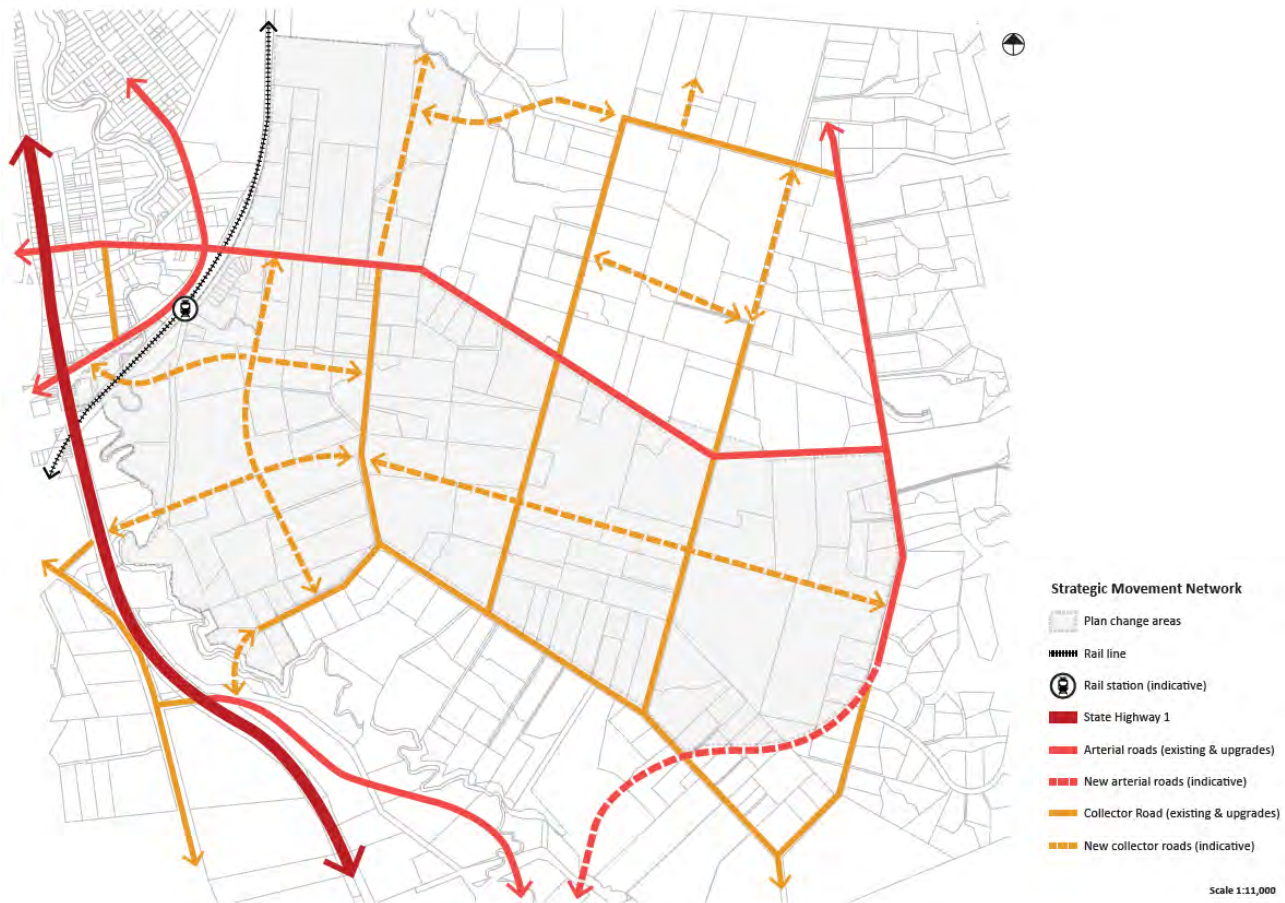 Strategic Movement Network
Plan change areas
Rail line
Rail station (indicative)
State Highway 1
Arterial roads (existing & upgrades)
New arterial roads (indicative)
Collector Road (existing & upgrades)
New collector roads (indicative)
Scale 1:11,000